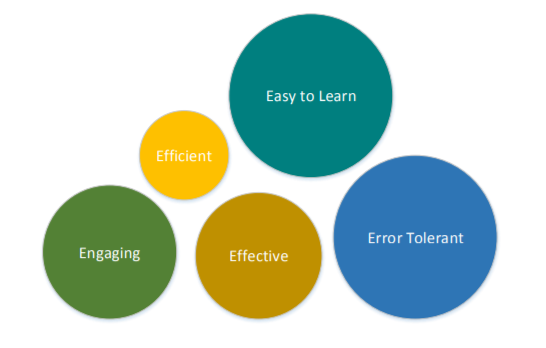 Easy to Learn
Efficient
Error Tolerant
Engaging
Effective